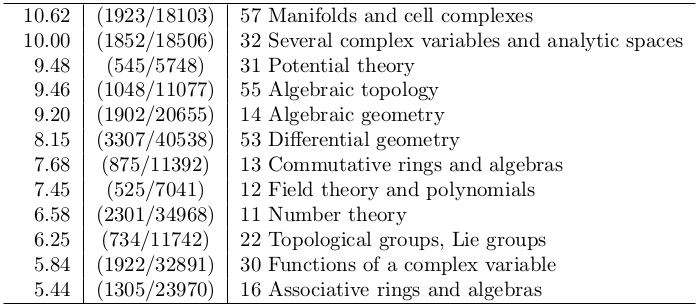 10.62 (1923/18103) 57 Manifolds and cell complexes
10.00 (1852/18506) 32 Several complex variables and analytic spaces
9.48 (545/5748) 31 Potential theory
9.46 (1048/11077) 55 Algebraic topology
9.20 (1902/20655) 14 Algebraic geometry
8.15 (3307/40538) 53 Differential geometry
7.68 (875/11392) 13 Commutative rings and algebras
7.45 (525/7041) 12 Field theory and polynomials
6.58 (2301/34968) 11 Number theory
6.25 (734/11742) 22 Topological groups, Lie groups
5.84 (1922/32891) 30 Functions of a complex variable
5.44 (1305/23970) 16 Associative rings and algebras